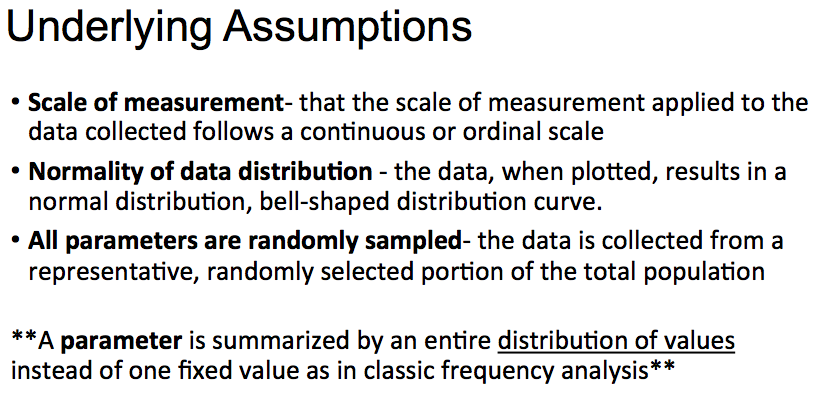 Underlying Assumptions
• Scale of measurement- that the scale of measurement applied to the
data collected follows a continuous or ordinal scale
• Normality of data distribution - the data, when plotted, results in a
normal distribution, bell-shaped distribution curve.
• All parameters are randomly sampled- the data is collected from a
representative, randomly selected portion of the total population
**A parameter is summarized by an entire distribution of values
instead of one fixed value as in classic frequency analysis**